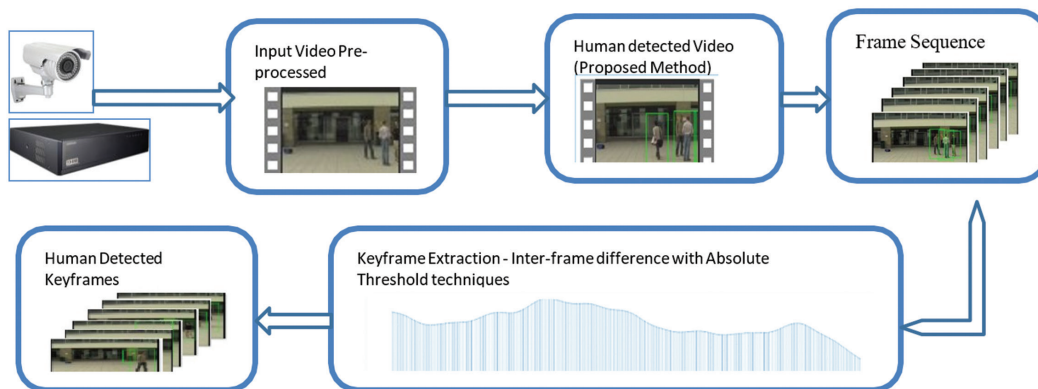 Input Video Pre-
processed
Human detected Video
(Proposed Method)
Frame Sequence
Human Detected
Keyframes
Keyframe Extraction - Inter-frame difference with Absolute
Threshold techniques